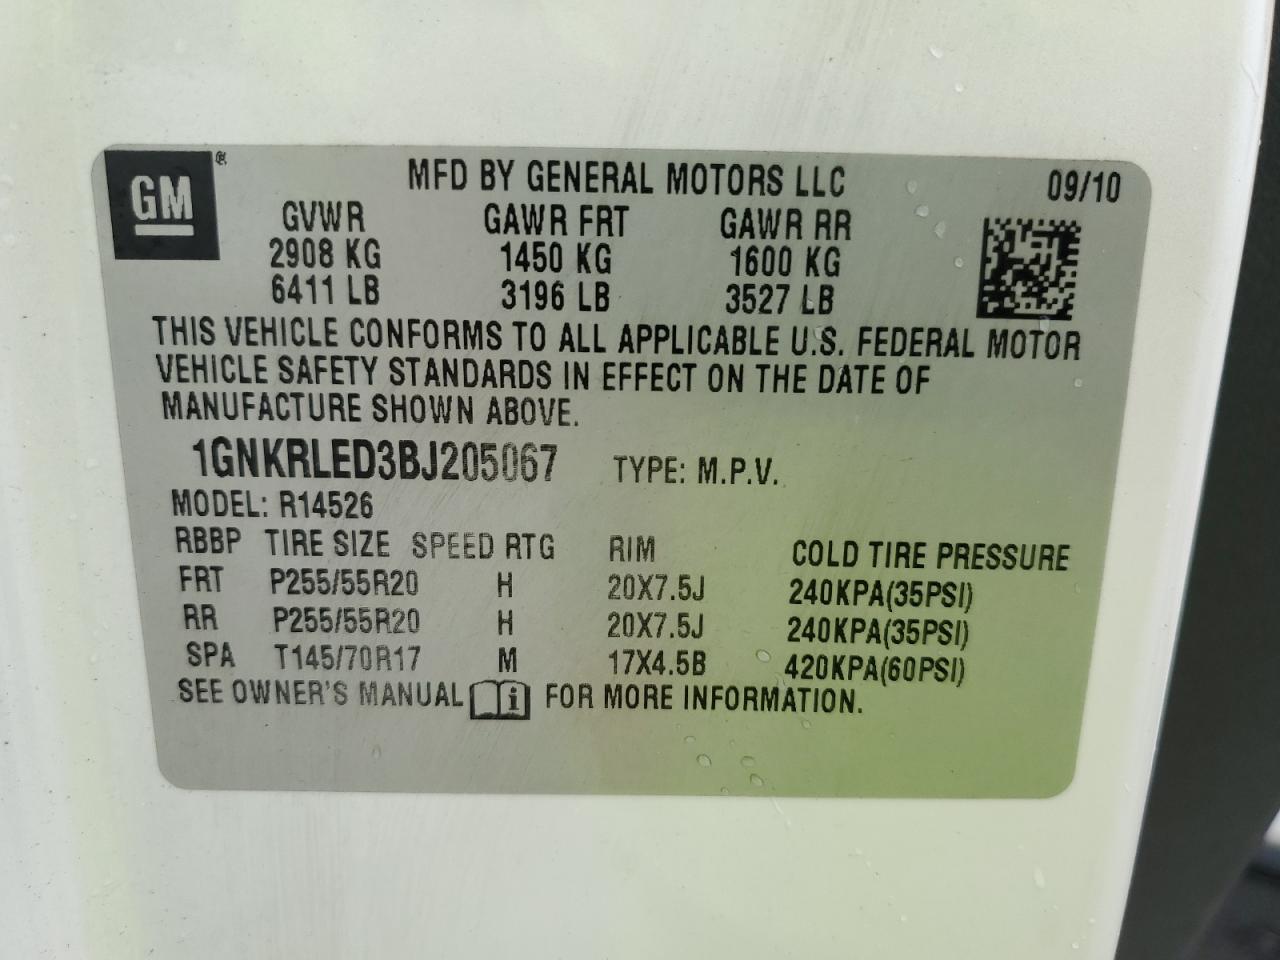 GM ®
MFD BY GENERAL MOTORS LLC 09/10
GVWR GAWR FRT GAWR RR
2908 KG 1450 KG 1600 KG
6411 LB 3196 LB 3527 LB
THIS VEHICLE CONFORMS TO ALL APPLICABLE U.S. FEDERAL MOTOR
VEHICLE SAFETY STANDARDS IN EFFECT ON THE DATE OF
MANUFACTURE SHOWN ABOVE.
1GNKRLED3BJ205067 TYPE: M.P.V.
MODEL: R14526
RBBP TIRE SIZE SPEED RTG RIM COLD TIRE PRESSURE
FRT P255/55R20 H 20X7.5J 240KPA(35PSI)
RR P255/55R20 H 20X7.5J 240KPA(35PSI)
SPA T145/70R17 M 17X4.5B 420KPA(60PSI)
SEE OWNER'S MANUAL i FOR MORE INFORMATION.